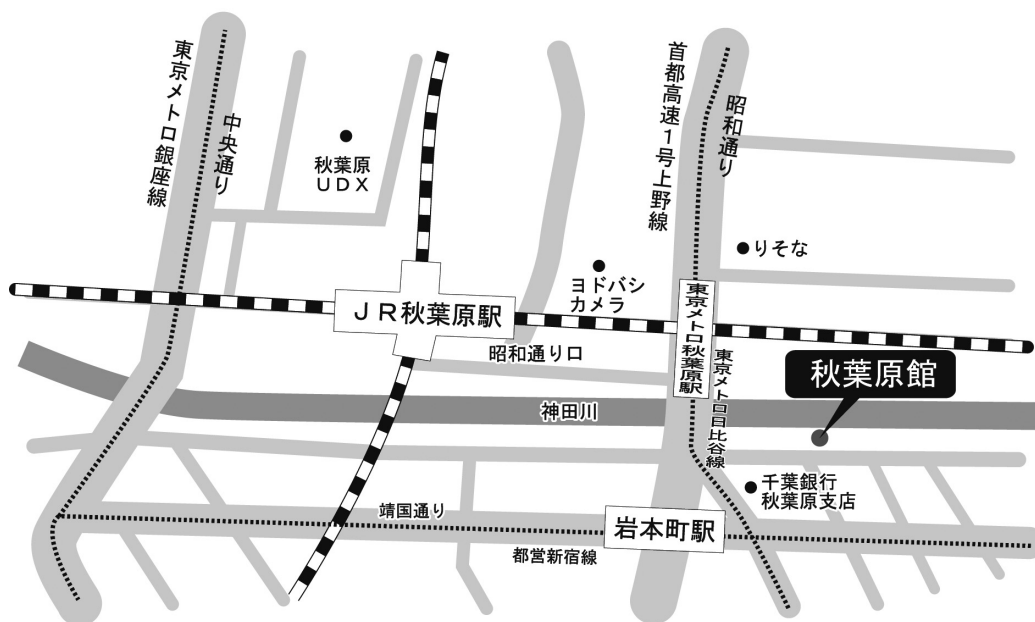 東京メトロ銀座線
中央通り
秋葉原
ＵＤＸ
首都高速１号上野線
昭和通り
りそな
ヨドバシ
カメラ
ＪＲ秋葉原駅
昭和通り口
東京メトロ秋葉原駅
東京メトロ日比谷線
秋葉原館
神田川
千葉銀行
秋葉原支店
靖国通り
岩本町駅
都営新宿線